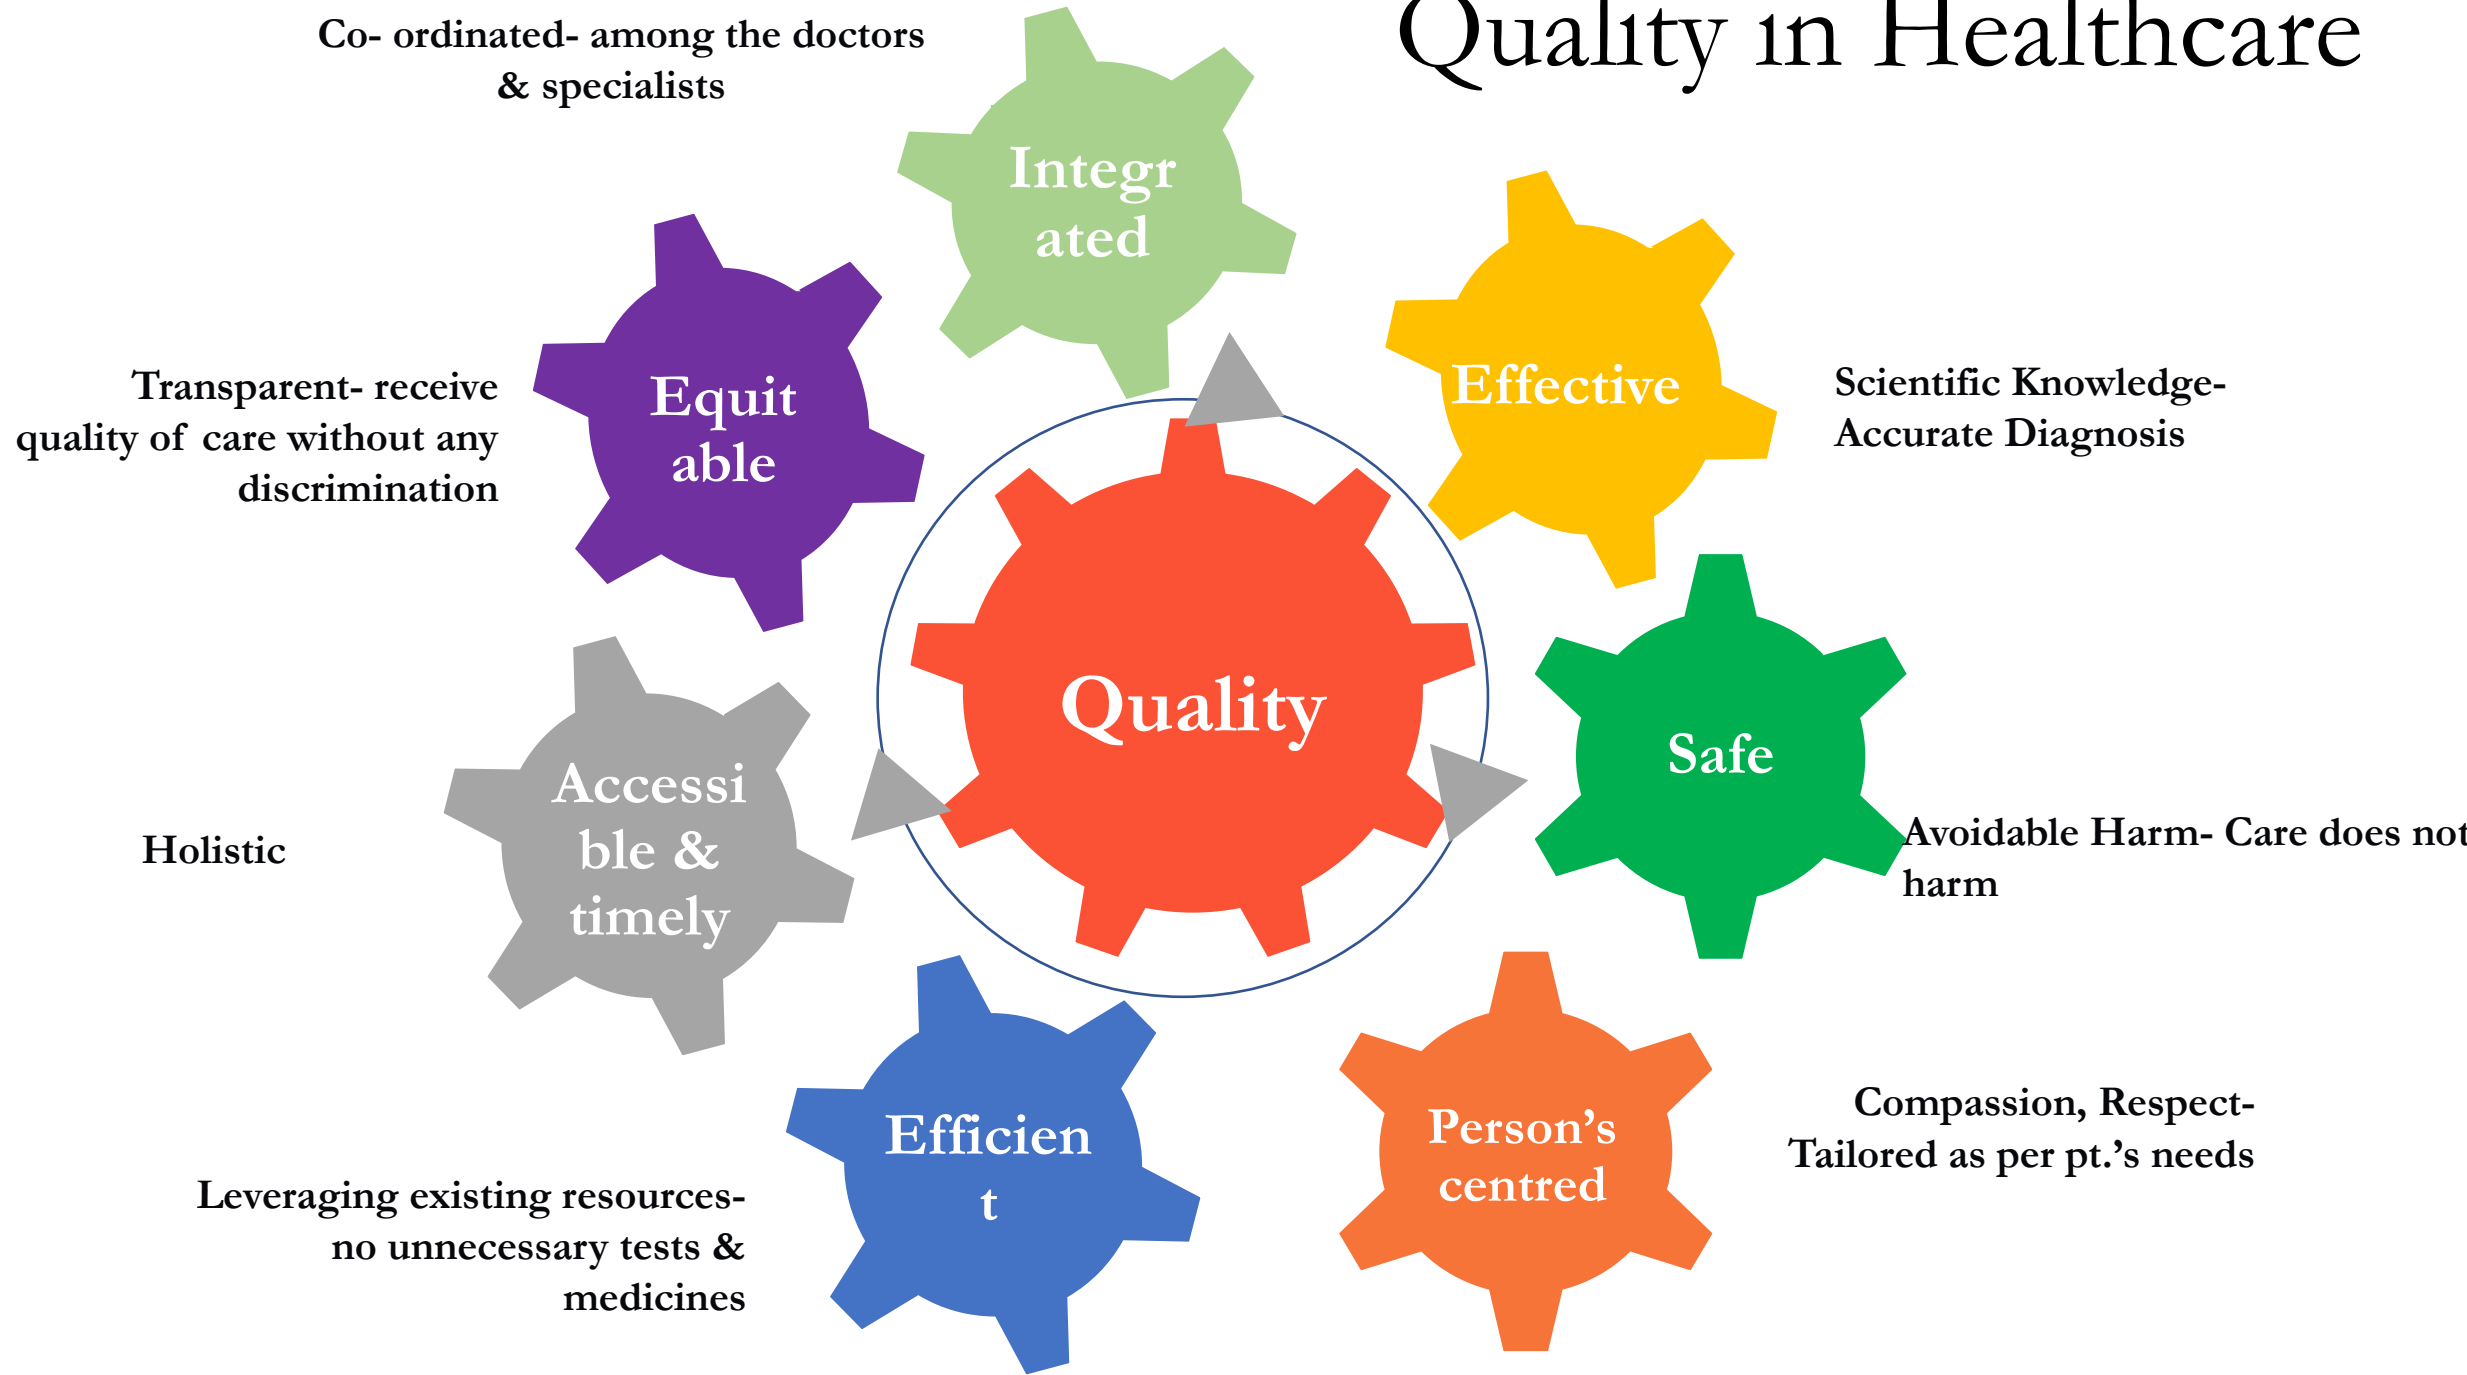 Quality in Healthcare
Co- ordinated- among the doctors
& specialists
Integr
ated
Effective
Scientific Knowledge-
Accurate Diagnosis
Equit
able
Transparent- receive
quality of care without any
discrimination
Quality
Safe
Avoidable Harm- Care does not
harm
Accessi
ble &
timely
Holistic
Person’s
centred
Compassion, Respect-
Tailored as per pt.’s needs
Efficien
t
Leveraging existing resources-
no unnecessary tests &
medicines